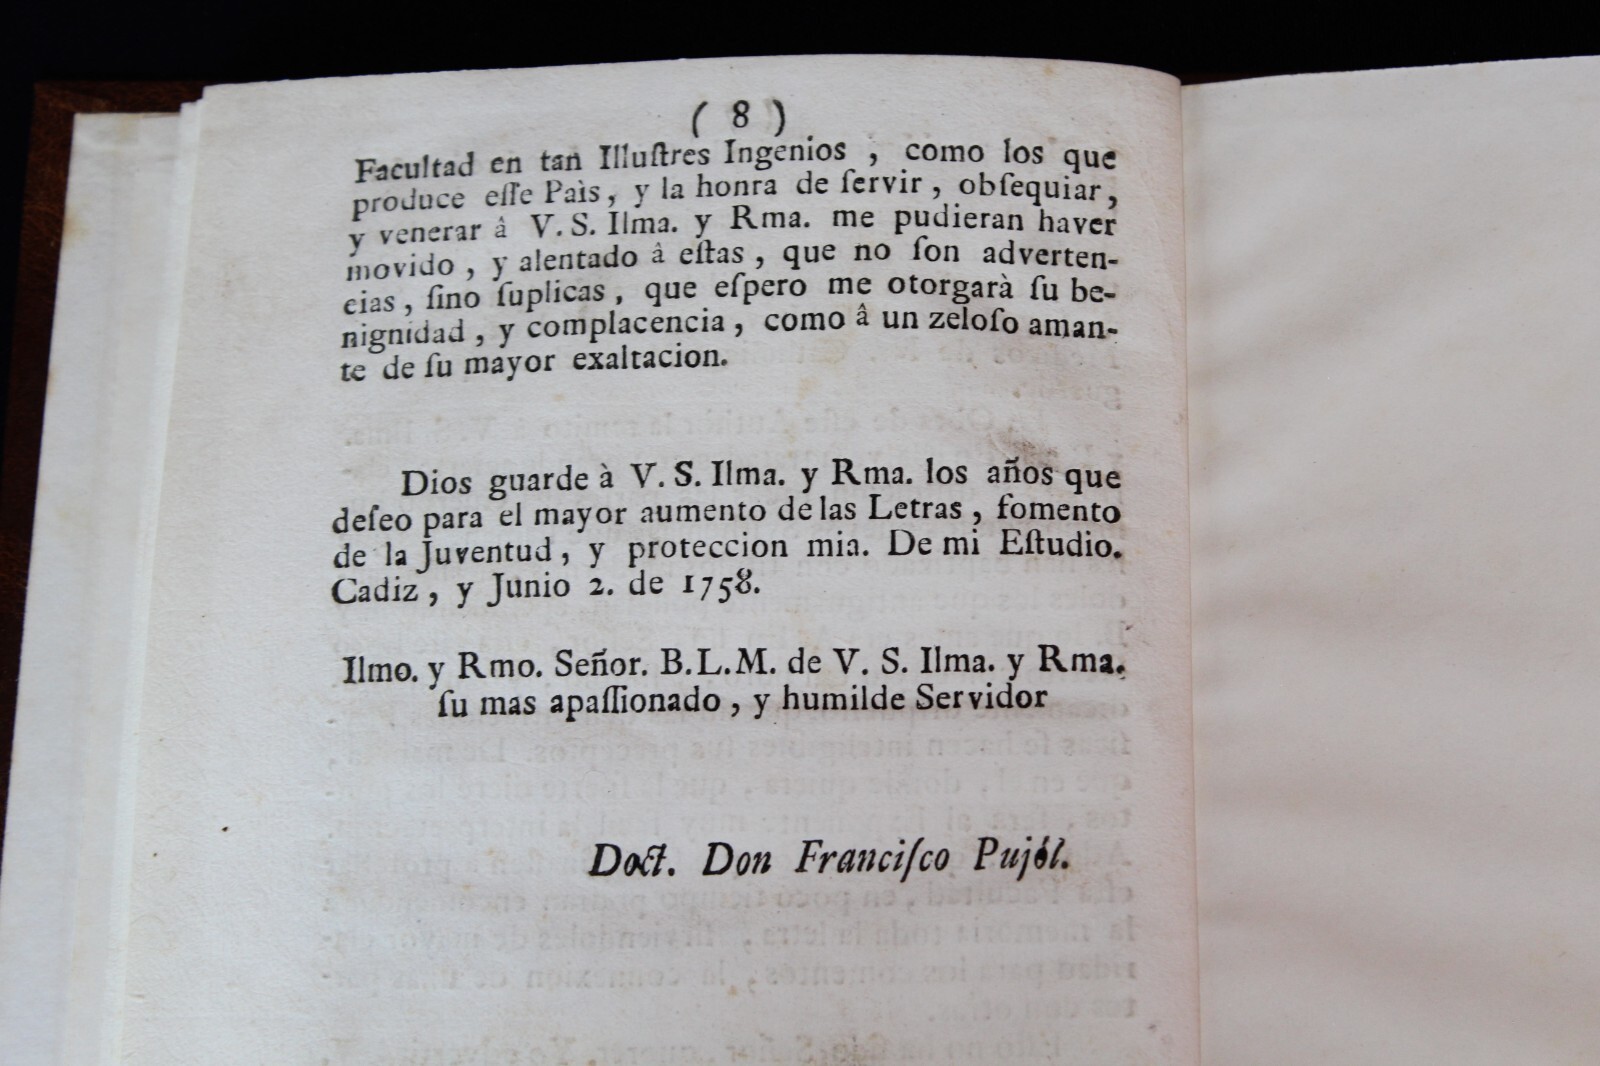 ( 8 )
Facultad en tan Illuſtres Ingenios , como los que
produce eſſe Paìs , y la honra de ſervir , obſequiar ,
y venerar â V. S. Ilma. y Rma. me pudieran haver
movido , y alentado â eſtas , que no ſon adverten-
cias , ſino ſuplicas , que eſpero me otorgarà ſu be-
nignidad , y complacencia , como â un zeloſo aman-
te de ſu mayor exaltacion.
Dios guarde à V. S. Ilma. y Rma. los años que
deſeo para el mayor aumento de las Letras , fomento
de la Juventud , y proteccion mia. De mi Eſtudio.
Cadiz , y Junio 2. de 1758.
Ilmo. y Rmo. Señor. B.L.M. de V. S. Ilma. y Rma.
ſu mas apaſſionado , y humilde Servidor
Doct. Don Franciſco Pujól.